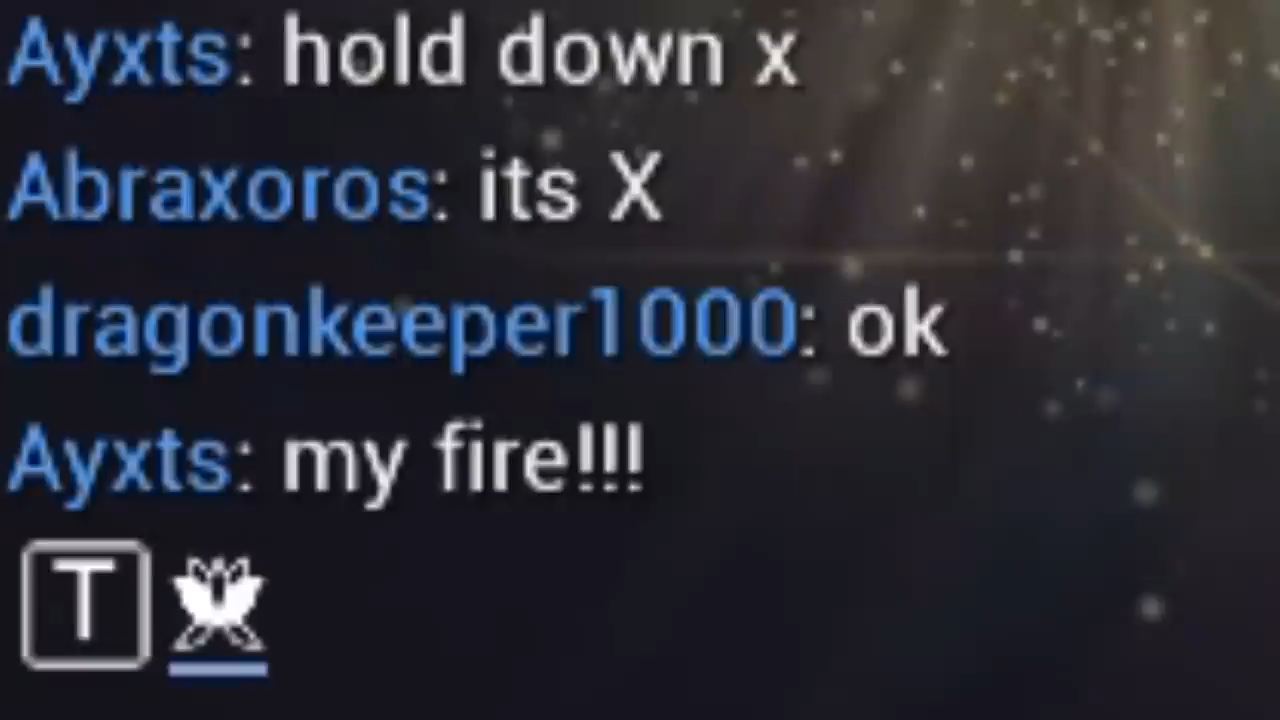 Ayxts: hold down x
Abraxoros: its X
dragonkeeper1000: ok
Ayxts: my fire!!!
T